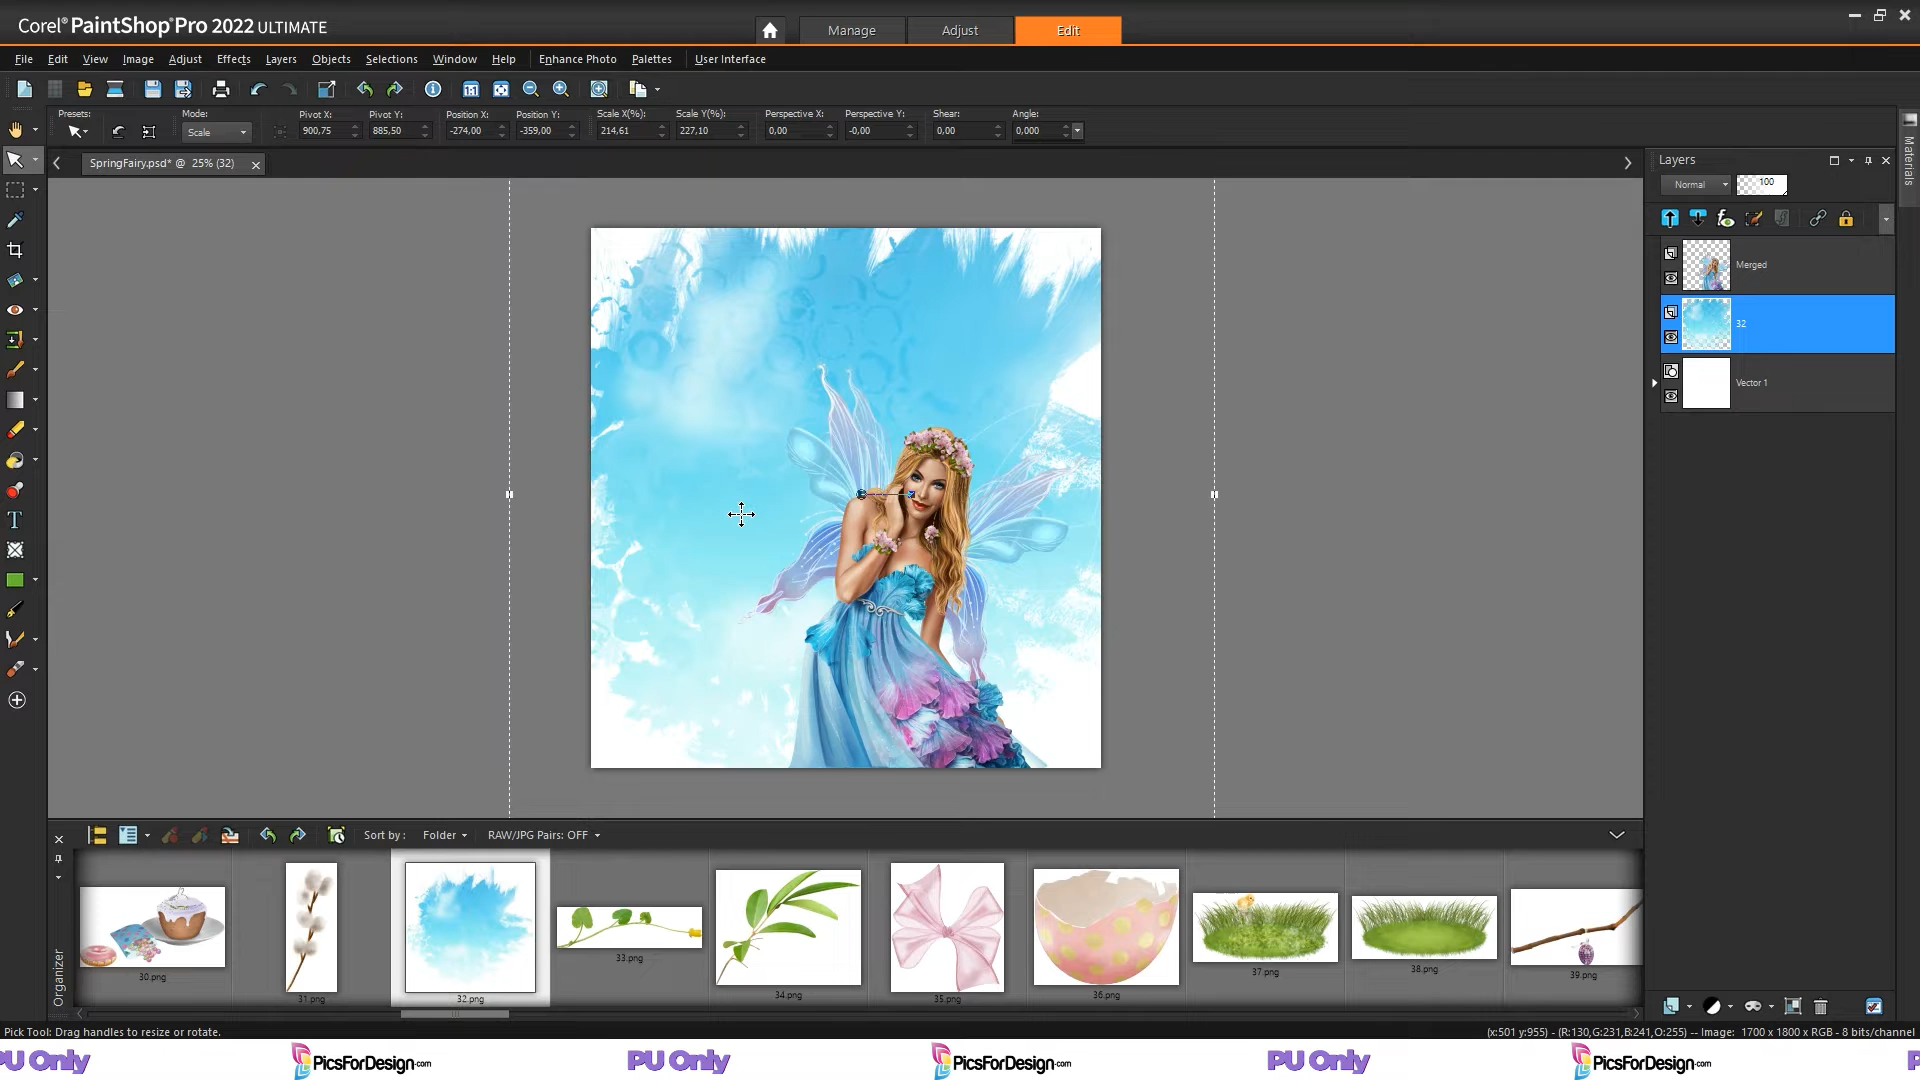 Corel® PaintShop® Pro 2022 ULTIMATE
Manage
Adjust
Edit
File Edit View Image Adjust Effects Layers Objects Selections Window Help Enhance Photo Palettes User Interface
Presets:
Mode:
Pivot X:
Pivot Y:
Position X:
Position Y:
Scale X(%):
Scale Y(%):
Perspective X:
Perspective Y:
Shear:
Angle:
Scale
900,75
885,50
-274,00
-359,00
214,61
227,10
0,00
-0,00
0,00
0,000
SpringFairy.psd* @ 25% (32)
Layers
Normal
100
Materials
Merged
32
Vector 1
Sort by :
Folder
RAW/JPG Pairs: OFF
Organizer
30.png
31.png
32.png
33.png
34.png
35.png
36.png
37.png
38.png
39.png
Pick Tool: Drag handles to resize or rotate.
(x:501 y:955) - (R:130,G:231,B:241,O:255) -- Image: 1700 x 1800 x RGB - 8 bits/channel
PU Only
PicsForDesign.com
PU Only
PicsForDesign.com
PU Only
PicsForDesign.com